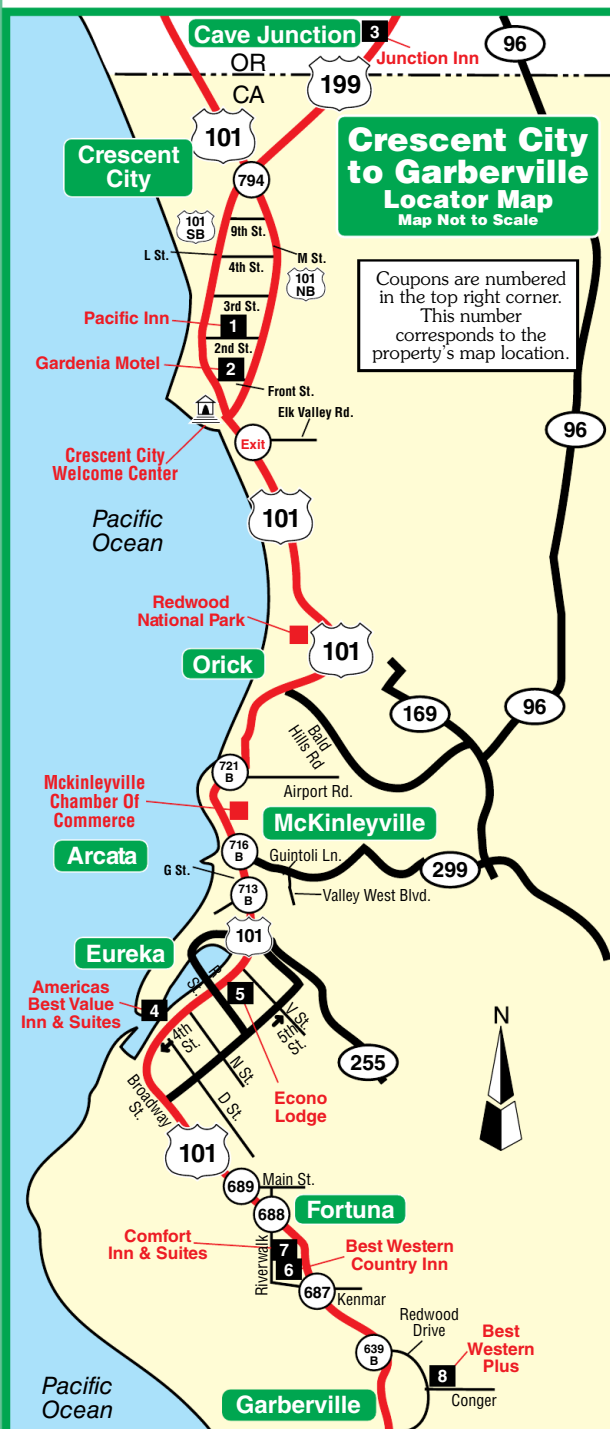 Cave Junction
3
Junction Inn
96
OR
CA
199
101
Crescent
City
Crescent City
to Garberville
Locator Map
Map Not to Scale
794
101
SB
9th St.
L St.
M St.
4th St.
101
NB
Coupons are numbered
in the top right corner.
This number
corresponds to the
property's map location.
3rd St.
Pacific Inn
1
2nd St.
Gardenia Motel
2
Front St.
Elk Valley Rd.
96
Exit
Crescent City
Welcome Center
Pacific
Ocean
101
Redwood
National Park
101
Orick
169
96
Bald
Hills Rd
721
B
Airport Rd.
Mckinleyville
Chamber Of
Commerce
McKinleyville
716
B
Arcata
Guintoli Ln.
G St.
299
713
B
Valley West Blvd.
101
Eureka
R
St.
Americas
Best Value
Inn & Suites
4
5
V St.
5th
St.
4th
St.
N St.
255
N
Broadway
St.
D St.
Econo
Lodge
101
689
Main St.
688
Fortuna
Comfort
Inn & Suites
7
6
Riverwalk
Best Western
Country Inn
687
Kenmar
Redwood
Drive
639
B
Best
Western
Plus
8
Conger
Pacific
Ocean
Garberville